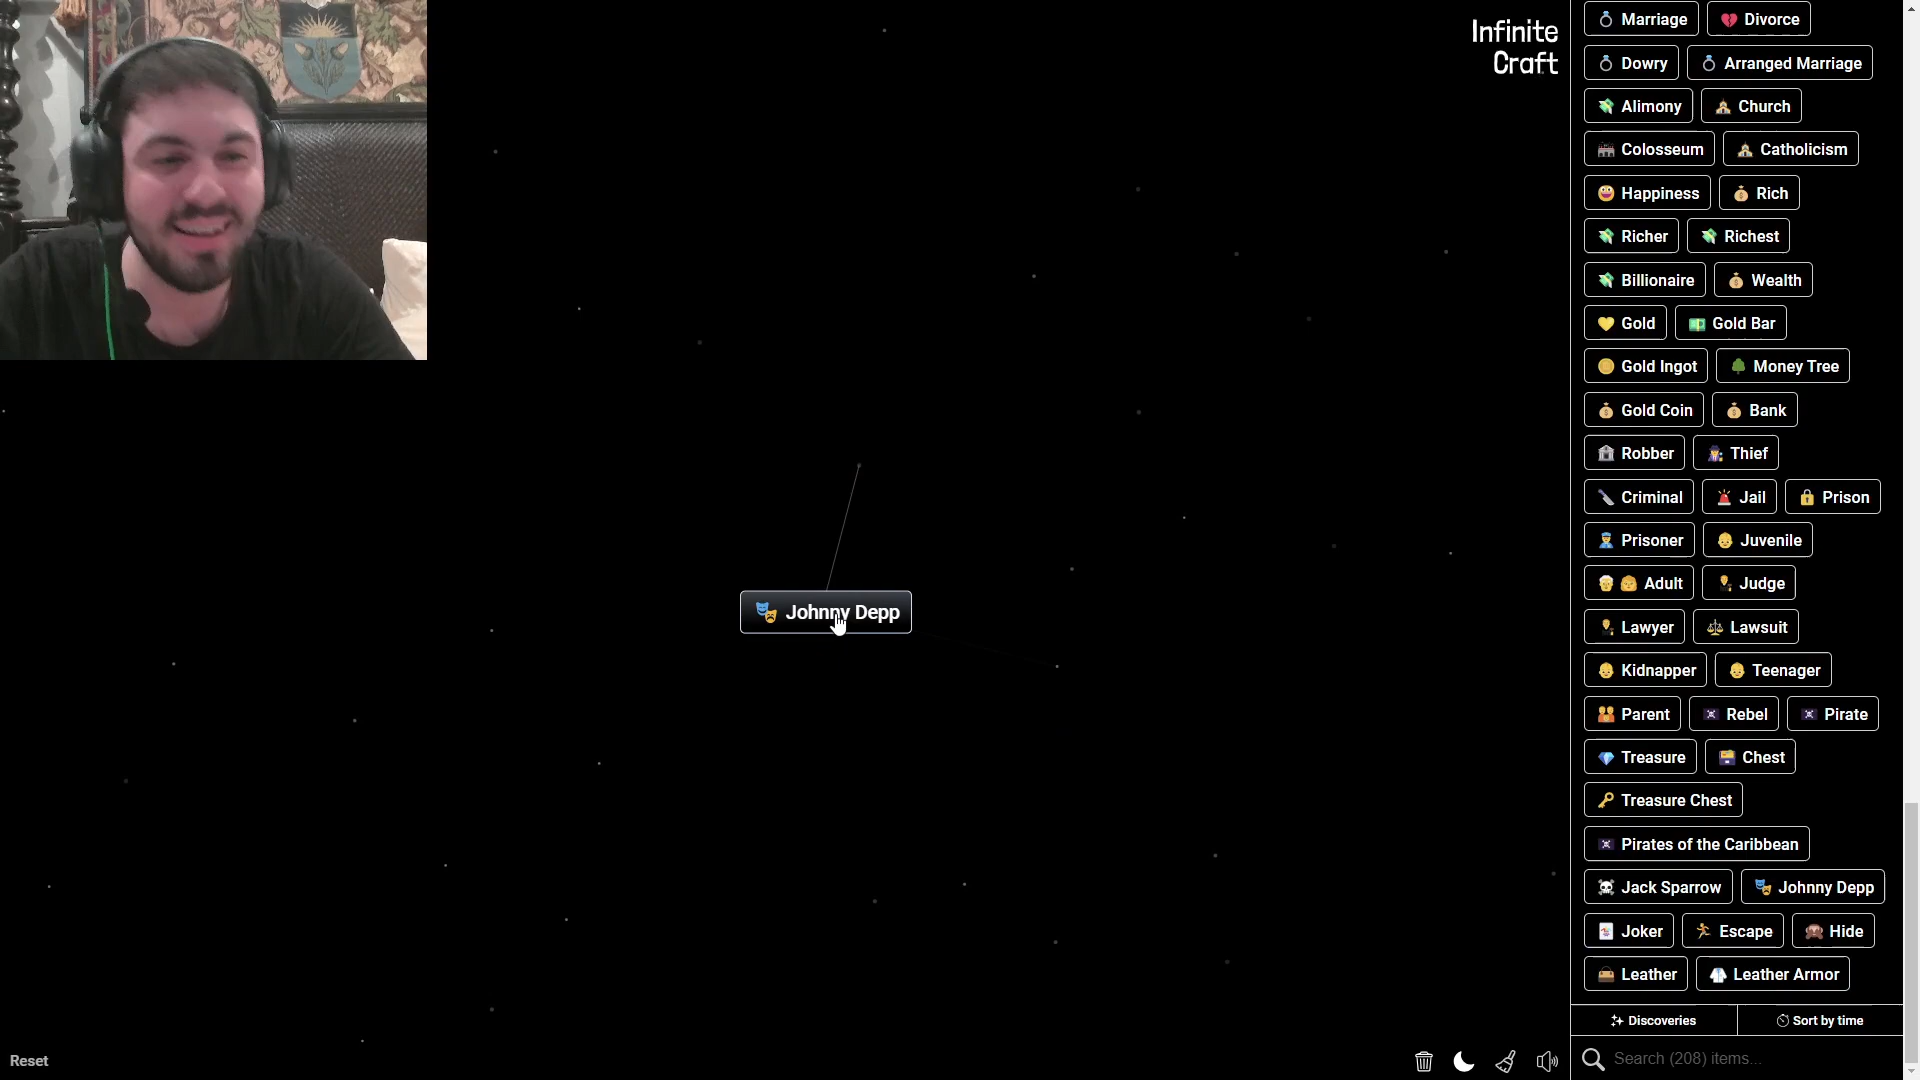 Infinite
Craft
Marriage
Divorce
Dowry
Arranged Marriage
Alimony
Church
Colosseum
Catholicism
Happiness
Rich
Richer
Richest
Billionaire
Wealth
Gold
Gold Bar
Gold Ingot
Money Tree
Gold Coin
Bank
Robber
Thief
Criminal
Jail
Prison
Prisoner
Juvenile
Adult
Judge
Lawyer
Lawsuit
Kidnapper
Teenager
Parent
Rebel
Pirate
Treasure
Chest
Treasure Chest
Pirates of the Caribbean
Jack Sparrow
Johnny Depp
Joker
Escape
Hide
Leather
Leather Armor
Discoveries
Sort by time
Search (208) items...
Johnny Depp
Reset